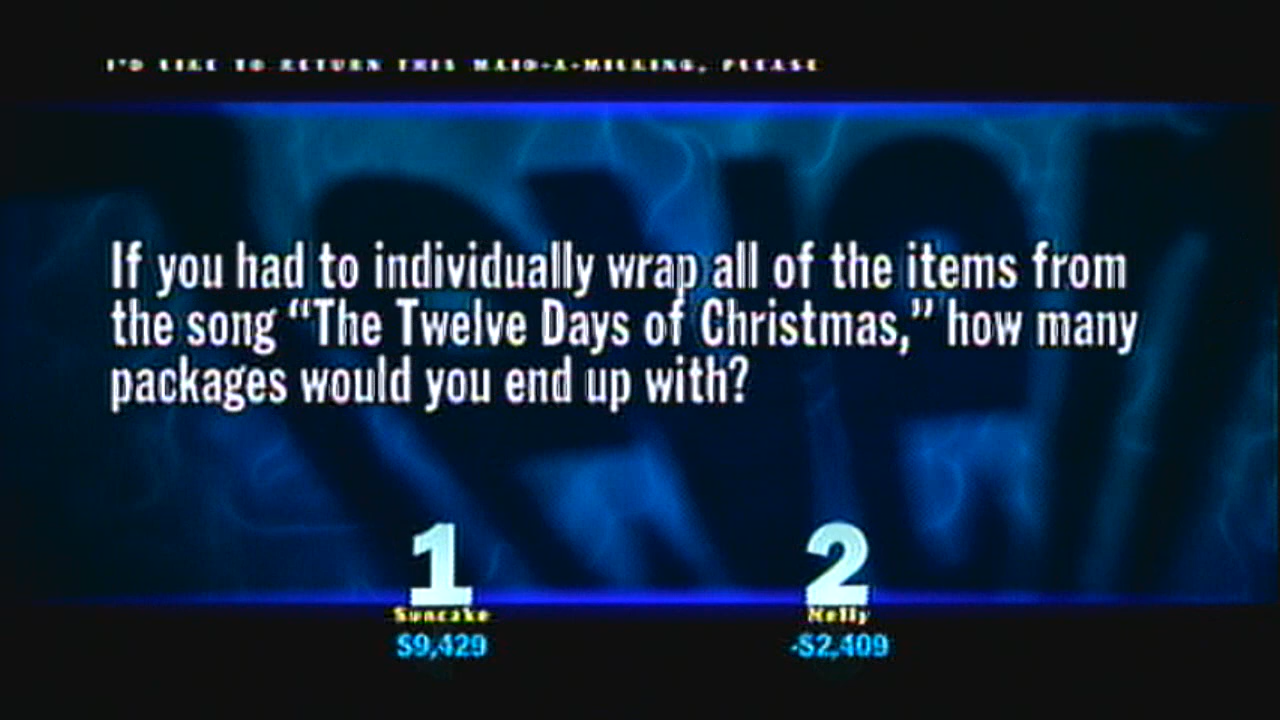 I'D LIKE TO RETURN THIS MAID-A-MILKING, PLEASE
If you had to individually wrap all of the items from
the song “The Twelve Days of Christmas,” how many
packages would you end up with?
1 2
Suncake Nelly
$9,429 -$2,409